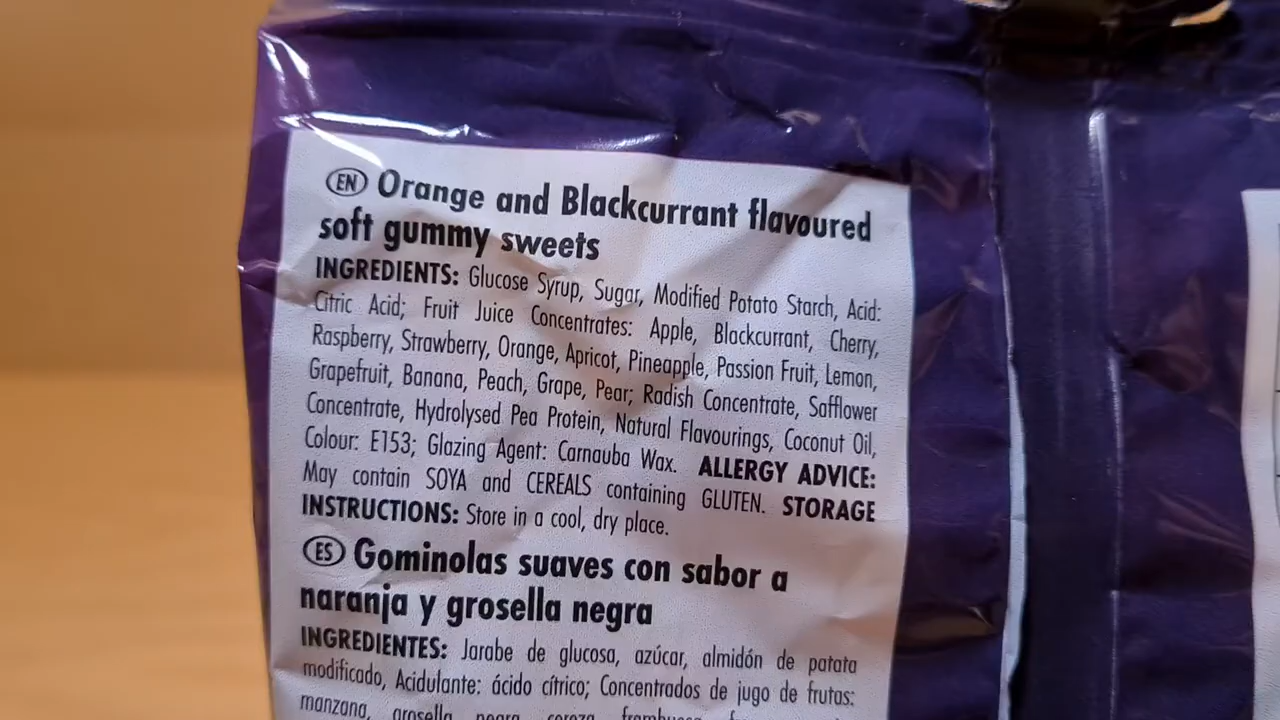 EN Orange and Blackcurrant flavoured
soft gummy sweets
INGREDIENTS: Glucose Syrup, Sugar, Modified Potato Starch, Acid:
Citric Acid; Fruit Juice Concentrates: Apple, Blackcurrant, Cherry,
Raspberry, Strawberry, Orange, Apricot, Pineapple, Passion Fruit, Lemon,
Grapefruit, Banana, Peach, Grape, Pear; Radish Concentrate, Safflower
Concentrate, Hydrolysed Pea Protein, Natural Flavourings, Coconut Oil,
Colour: E153; Glazing Agent: Carnauba Wax. ALLERGY ADVICE:
May contain SOYA and CEREALS containing GLUTEN. STORAGE
INSTRUCTIONS: Store in a cool, dry place.
ES Gominolas suaves con sabor a
naranja y grosella negra
INGREDIENTES: Jarabe de glucosa, azúcar, almidón de patata
modificado, Acidulante: ácido cítrico; Concentrados de jugo de frutas:
manzana, grosella negra, cereza